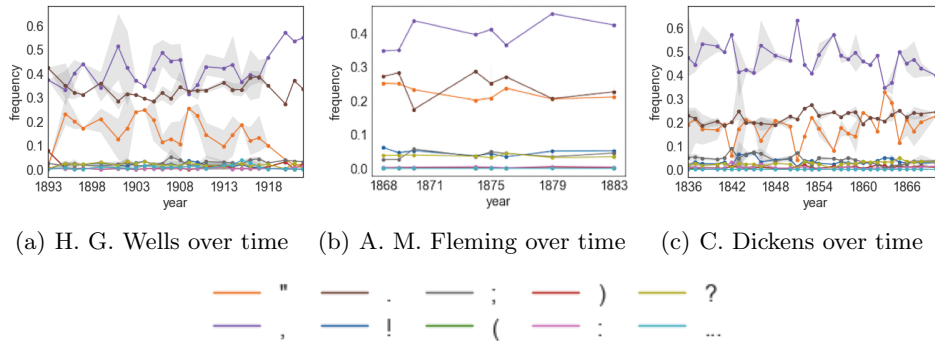 0.6
0.5
0.4
0.3
0.2
0.1
0.0
frequency
1893 1898 1903 1908 1913 1918
year
0.4
0.3
0.2
0.1
0.0
frequency
1868 1871 1875 1879 1883
year
0.6
0.5
0.4
0.3
0.2
0.1
0.0
frequency
1836 1842 1848 1854 1860 1866
year
(a) H. G. Wells over time (b) A. M. Fleming over time (c) C. Dickens over time
" . ; ) ?
, ! ( : ...